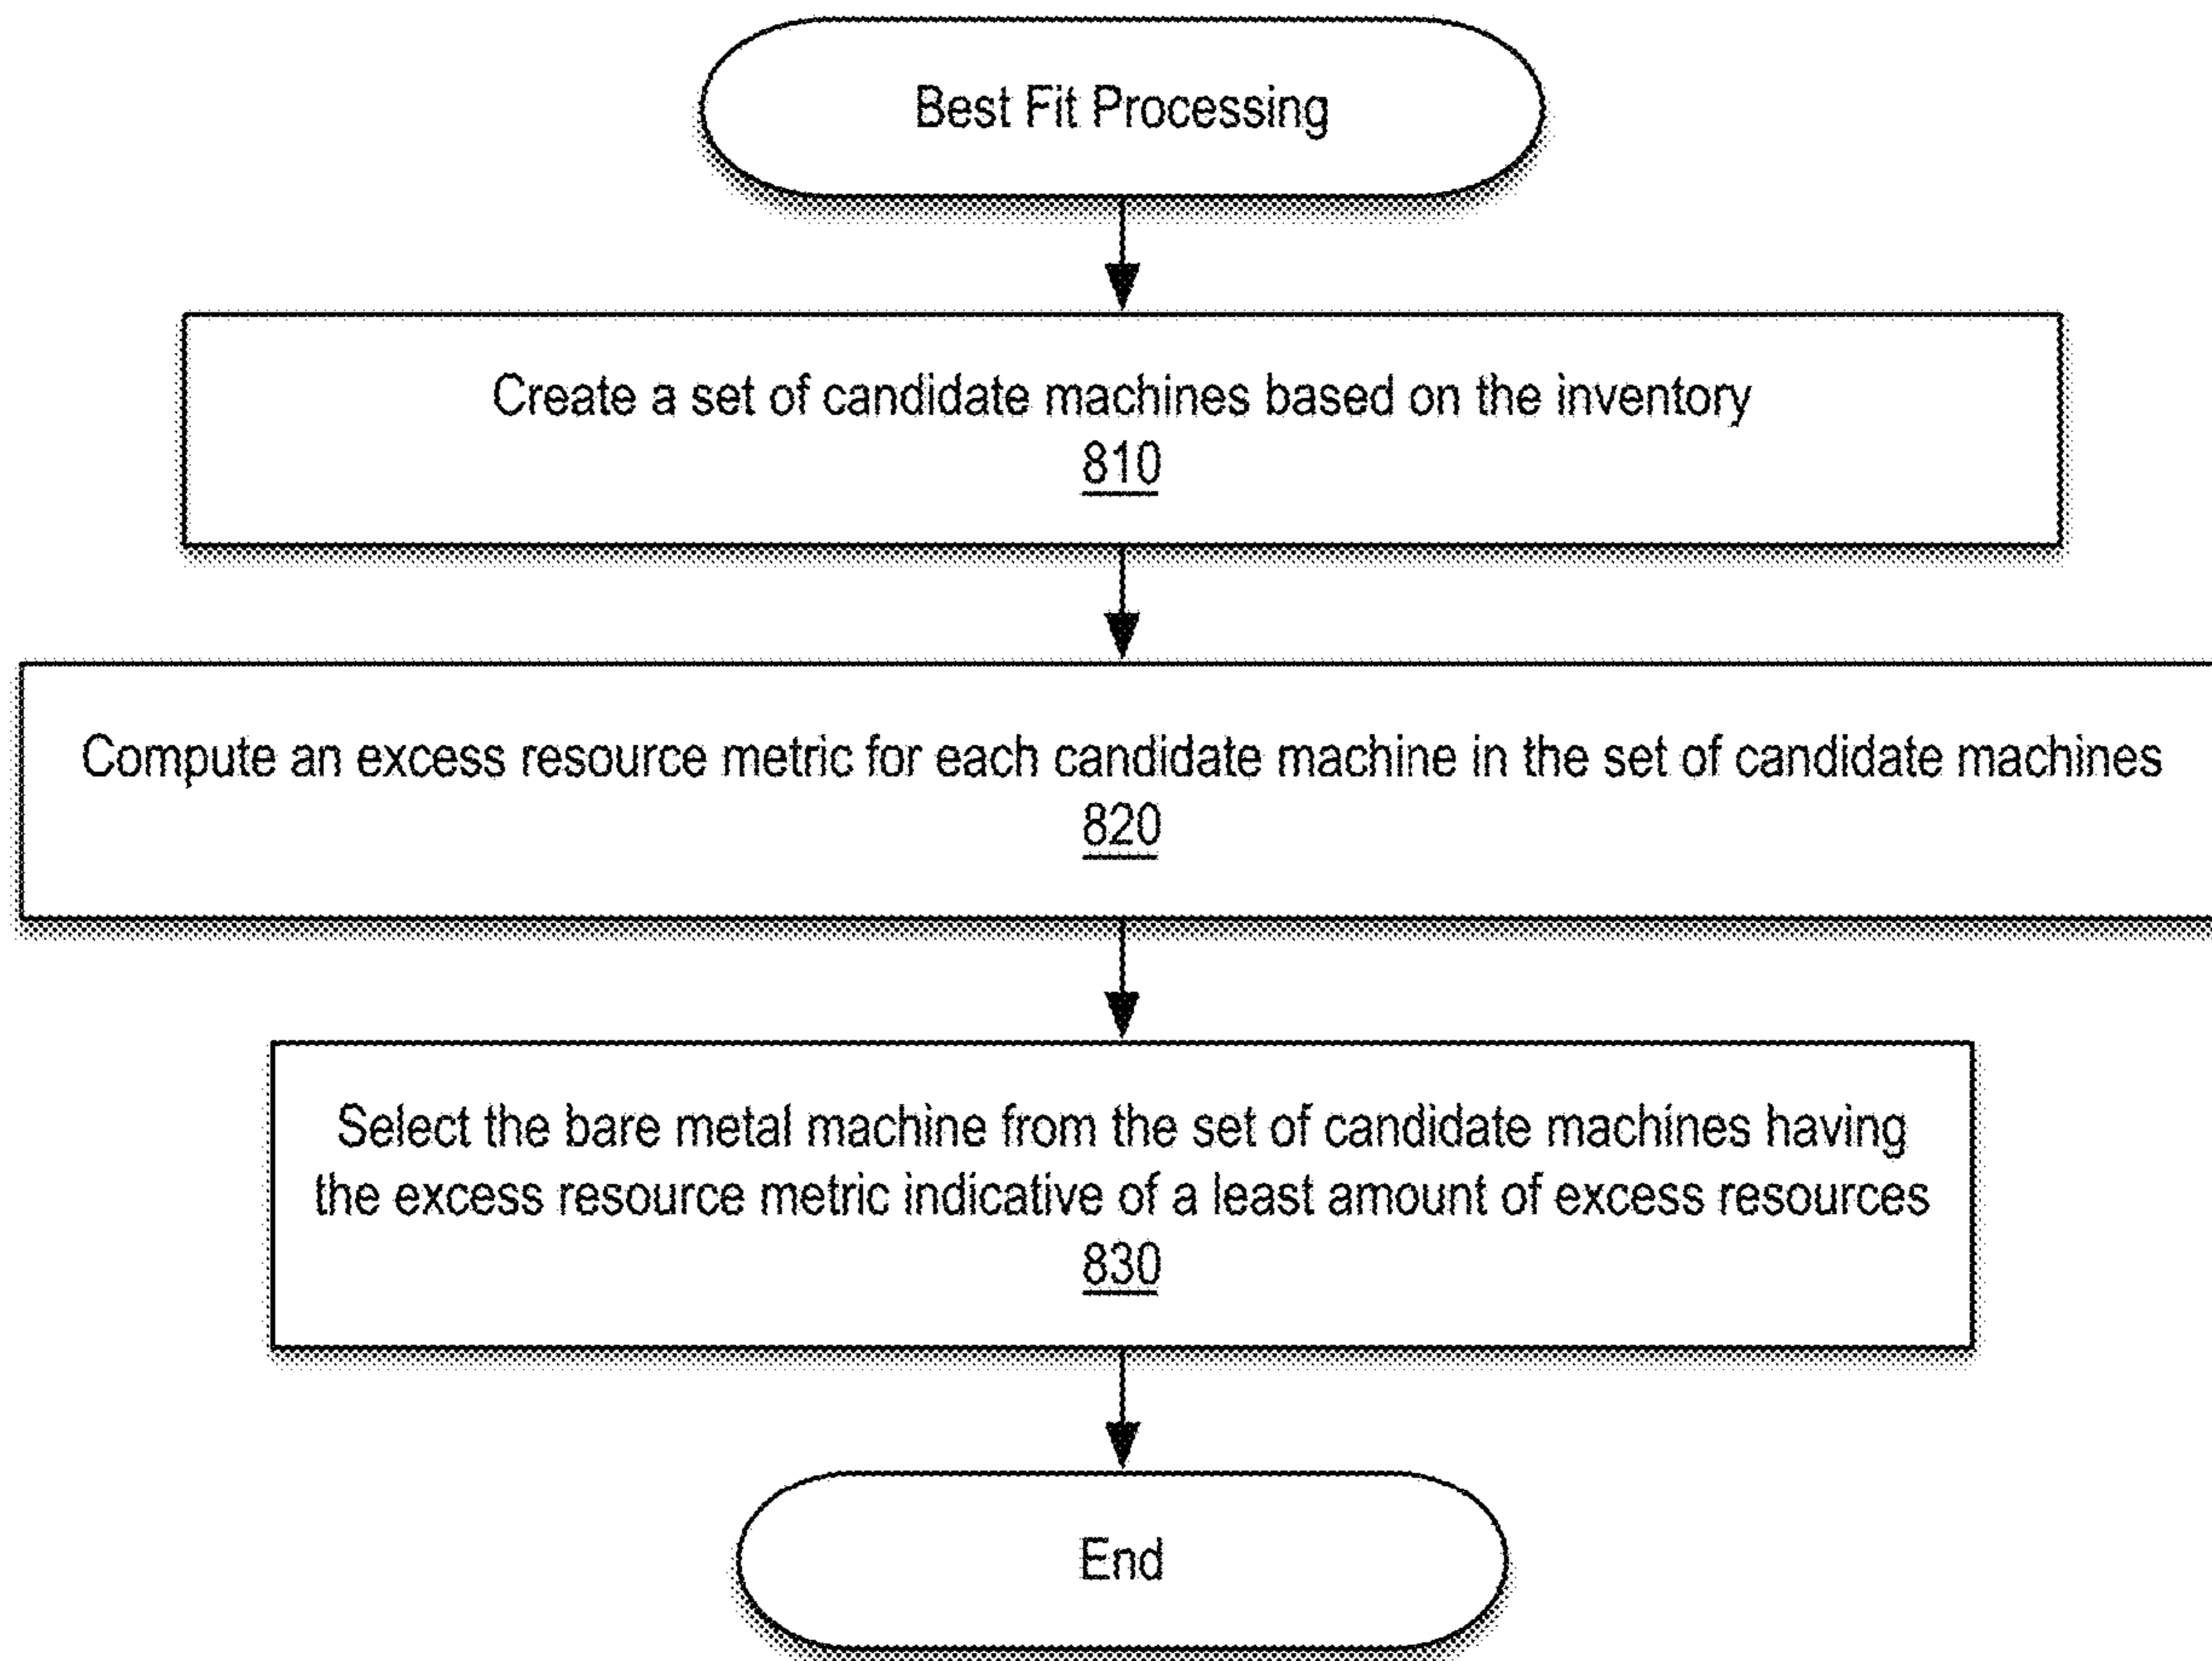 Best Fit Processing
Create a set of candidate machines based on the inventory
810
Compute an excess resource metric for each candidate machine in the set of candidate machines
820
Select the bare metal machine from the set of candidate machines having
the excess resource metric indicative of a least amount of excess resources
830
End